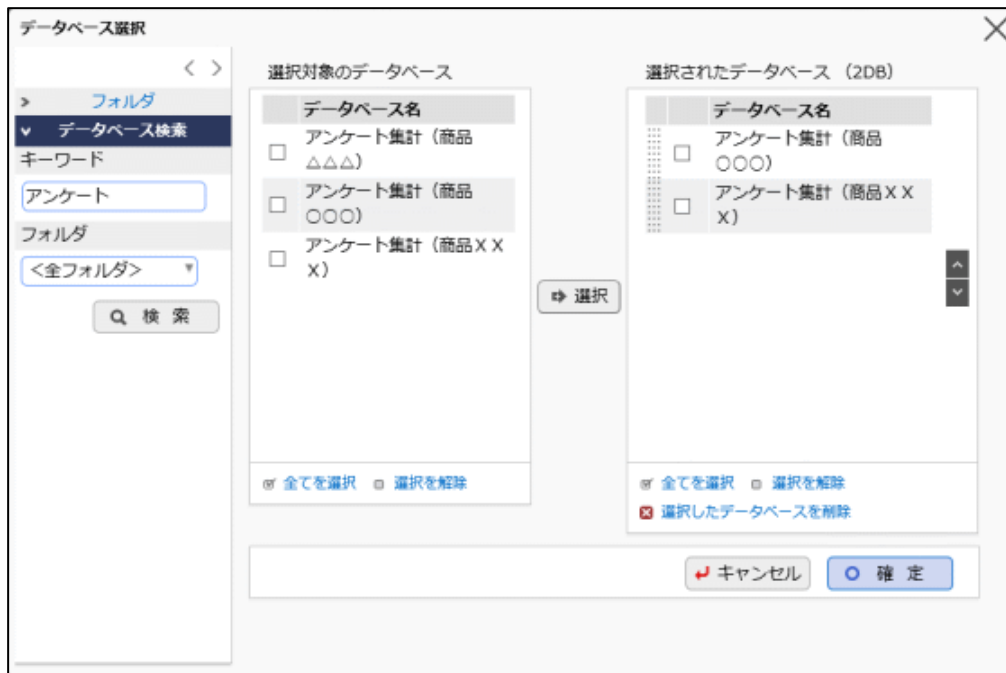 データベース選択
フォルダ
データベース検索
キーワード
アンケート
フォルダ
<全フォルダ>
検 索
選択対象のデータベース
データベース名
アンケート集計（商品
△△△）
アンケート集計（商品
○○○）
アンケート集計（商品ＸＸ
Ｘ）
全てを選択 選択を解除
選択
選択されたデータベース （2DB）
データベース名
アンケート集計（商品
○○○）
アンケート集計（商品ＸＸ
Ｘ）
全てを選択 選択を解除
選択したデータベースを削除
キャンセル 確 定